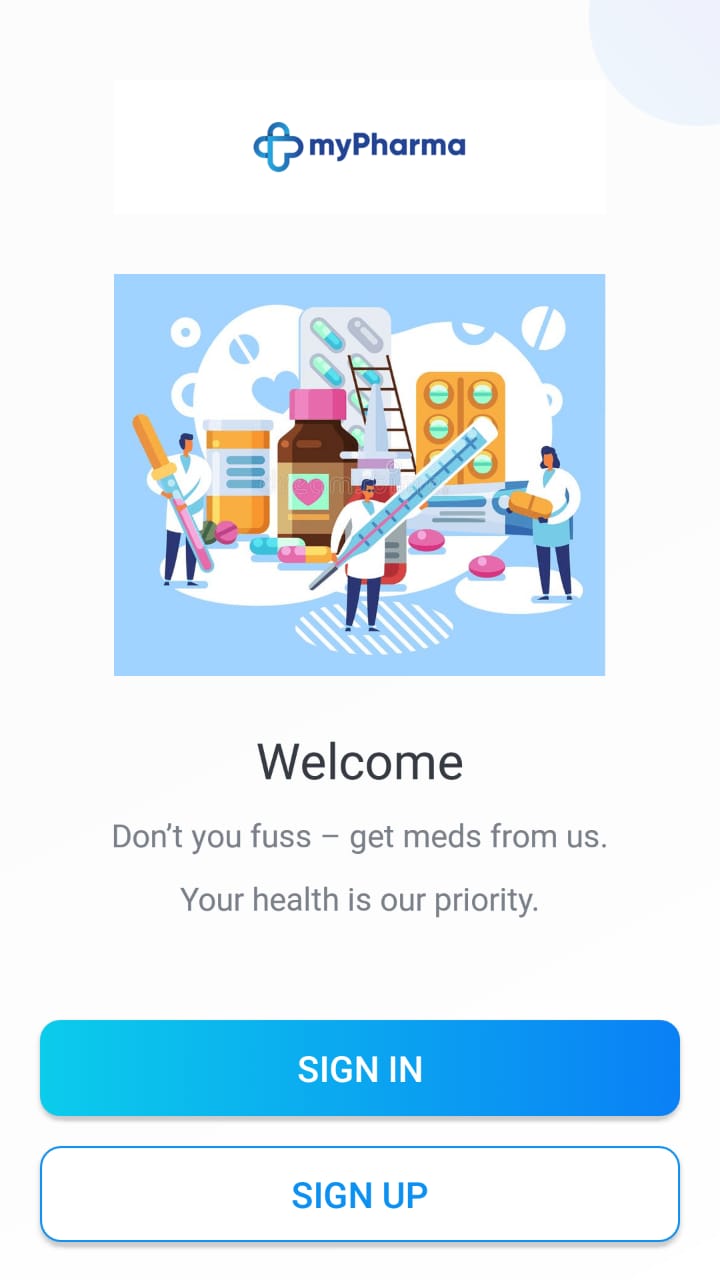 myPharma
Welcome
Don’t you fuss – get meds from us.
Your health is our priority.
SIGN IN
SIGN UP